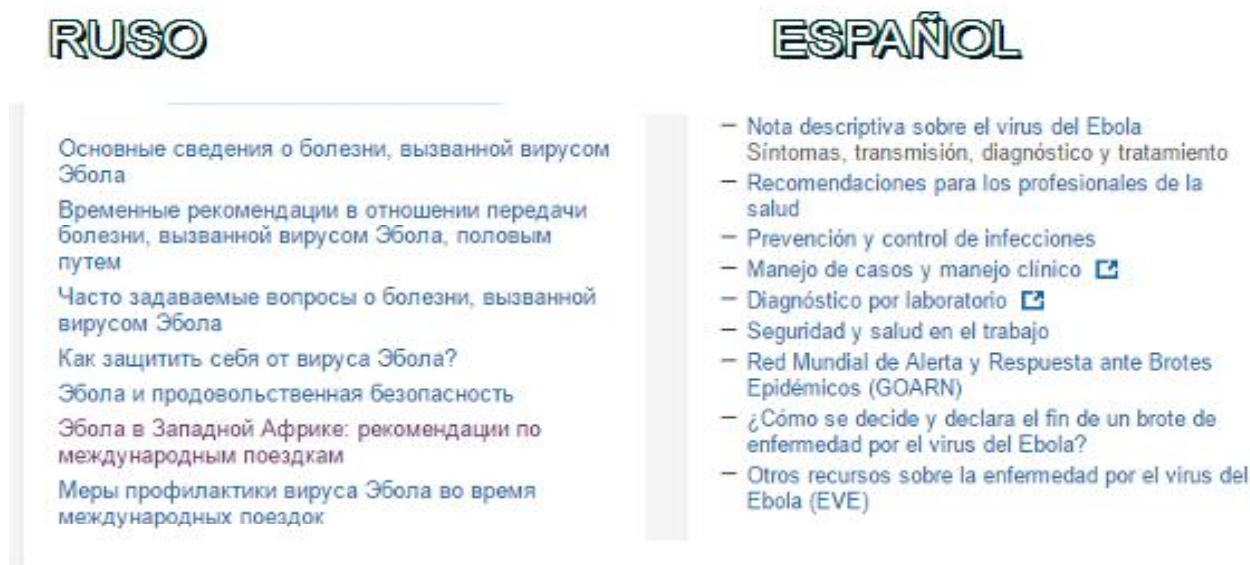 RUSO
Основные сведения о болезни, вызванной вирусом
Эбола
Временные рекомендации в отношении передачи
болезни, вызванной вирусом Эбола, половым
путем
Часто задаваемые вопросы о болезни, вызванной
вирусом Эбола
Как защитить себя от вируса Эбола?
Эбола и продовольственная безопасность
Эбола в Западной Африке: рекомендации по
международным поездкам
Меры профилактики вируса Эбола во время
международных поездок
ESPAÑOL
– Nota descriptiva sobre el virus del Ebola
Síntomas, transmisión, diagnóstico y tratamiento
– Recomendaciones para los profesionales de la
salud
– Prevención y control de infecciones
– Manejo de casos y manejo clínico
– Diagnóstico por laboratorio
– Seguridad y salud en el trabajo
– Red Mundial de Alerta y Respuesta ante Brotes
Epidémicos (GOARN)
– ¿Cómo se decide y declara el fin de un brote de
enfermedad por el virus del Ebola?
– Otros recursos sobre la enfermedad por el virus del
Ebola (EVE)